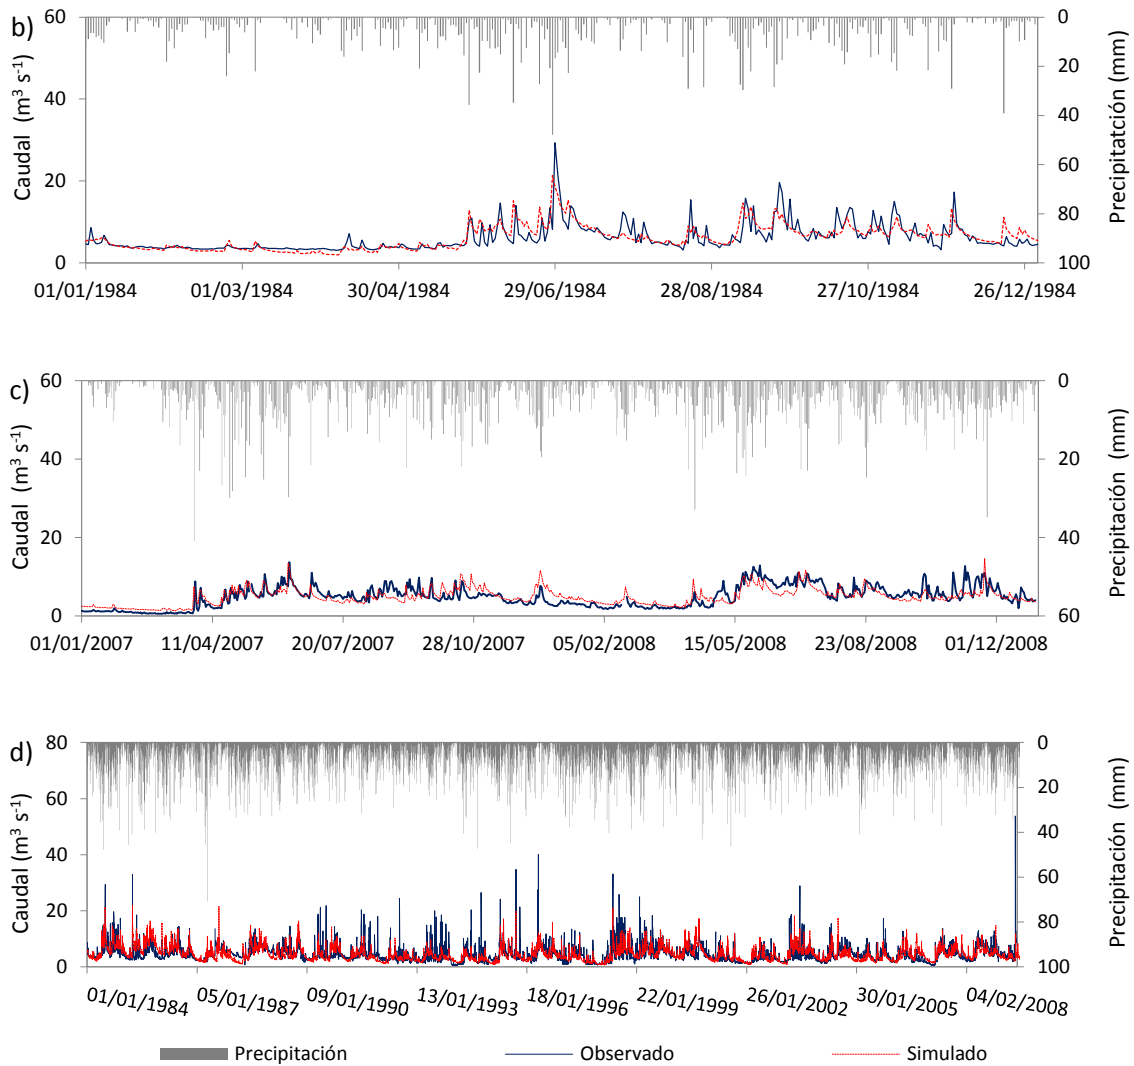 b)
Caudal (m³ s⁻¹)
60
40
20
0
0
20
40
60
80
100
Precipitatción (mm)
01/01/1984 01/03/1984 30/04/1984 29/06/1984 28/08/1984 27/10/1984 26/12/1984
c)
Caudal (m³ s⁻¹)
60
40
20
0
0
20
40
60
Precipitación (mm)
01/01/2007 11/04/2007 20/07/2007 28/10/2007 05/02/2008 15/05/2008 23/08/2008 01/12/2008
d)
Caudal (m³ s⁻¹)
80
60
40
20
0
0
20
40
60
80
100
Precipitación (mm)
01/01/1984 05/01/1987 09/01/1990 13/01/1993 18/01/1996 22/01/1999 26/01/2002 30/01/2005 04/02/2008
Precipitación Observado Simulado